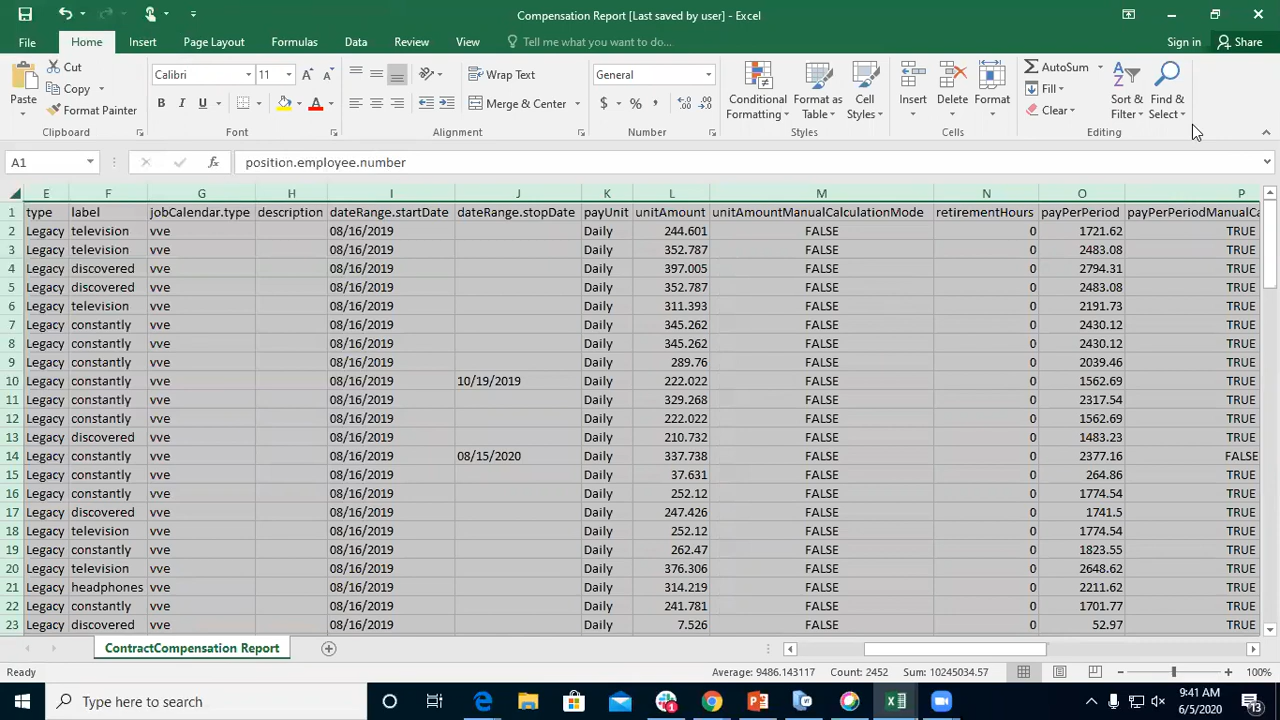 Compensation Report [Last saved by user] - Excel
File Home Insert Page Layout Formulas Data Review View Tell me what you want to do... Sign in Share
Paste Cut Copy Format Painter Clipboard
Calibri 11 B I U A Font
Wrap Text Merge & Center Alignment
General $ % , Number
Conditional Formatting Format as Table Cell Styles Styles
Insert Delete Format Cells
AutoSum Fill Clear Sort & Filter Find & Select Editing
A1 fx position.employee.number
E F G H I J K L M N O P
1 type label jobCalendar.type description dateRange.startDate dateRange.stopDate payUnit unitAmount unitAmountManualCalculationMode retirementHours payPerPeriod payPerPeriodManualCa
2 Legacy television vve 08/16/2019 Daily 244.601 FALSE 0 1721.62 TRUE
3 Legacy television vve 08/16/2019 Daily 352.787 FALSE 0 2483.08 TRUE
4 Legacy discovered vve 08/16/2019 Daily 397.005 FALSE 0 2794.31 TRUE
5 Legacy discovered vve 08/16/2019 Daily 352.787 FALSE 0 2483.08 TRUE
6 Legacy television vve 08/16/2019 Daily 311.393 FALSE 0 2191.73 TRUE
7 Legacy constantly vve 08/16/2019 Daily 345.262 FALSE 0 2430.12 TRUE
8 Legacy constantly vve 08/16/2019 Daily 345.262 FALSE 0 2430.12 TRUE
9 Legacy constantly vve 08/16/2019 Daily 289.76 FALSE 0 2039.46 TRUE
10 Legacy constantly vve 08/16/2019 10/19/2019 Daily 222.022 FALSE 0 1562.69 TRUE
11 Legacy constantly vve 08/16/2019 Daily 329.268 FALSE 0 2317.54 TRUE
12 Legacy constantly vve 08/16/2019 Daily 222.022 FALSE 0 1562.69 TRUE
13 Legacy discovered vve 08/16/2019 Daily 210.732 FALSE 0 1483.23 TRUE
14 Legacy constantly vve 08/16/2019 08/15/2020 Daily 337.738 FALSE 0 2377.16 FALSE
15 Legacy constantly vve 08/16/2019 Daily 37.631 FALSE 0 264.86 TRUE
16 Legacy constantly vve 08/16/2019 Daily 252.12 FALSE 0 1774.54 TRUE
17 Legacy discovered vve 08/16/2019 Daily 247.426 FALSE 0 1741.5 TRUE
18 Legacy television vve 08/16/2019 Daily 252.12 FALSE 0 1774.54 TRUE
19 Legacy constantly vve 08/16/2019 Daily 262.47 FALSE 0 1823.55 TRUE
20 Legacy television vve 08/16/2019 Daily 376.306 FALSE 0 2648.62 TRUE
21 Legacy headphones vve 08/16/2019 Daily 314.219 FALSE 0 2211.62 TRUE
22 Legacy constantly vve 08/16/2019 Daily 241.781 FALSE 0 1701.77 TRUE
23 Legacy discovered vve 08/16/2019 Daily 7.526 FALSE 0 52.97 TRUE
ContractCompensation Report
Ready Average: 9486.143117 Count: 2452 Sum: 10245034.57 100%
Type here to search 9:41 AM
6/5/2020 13